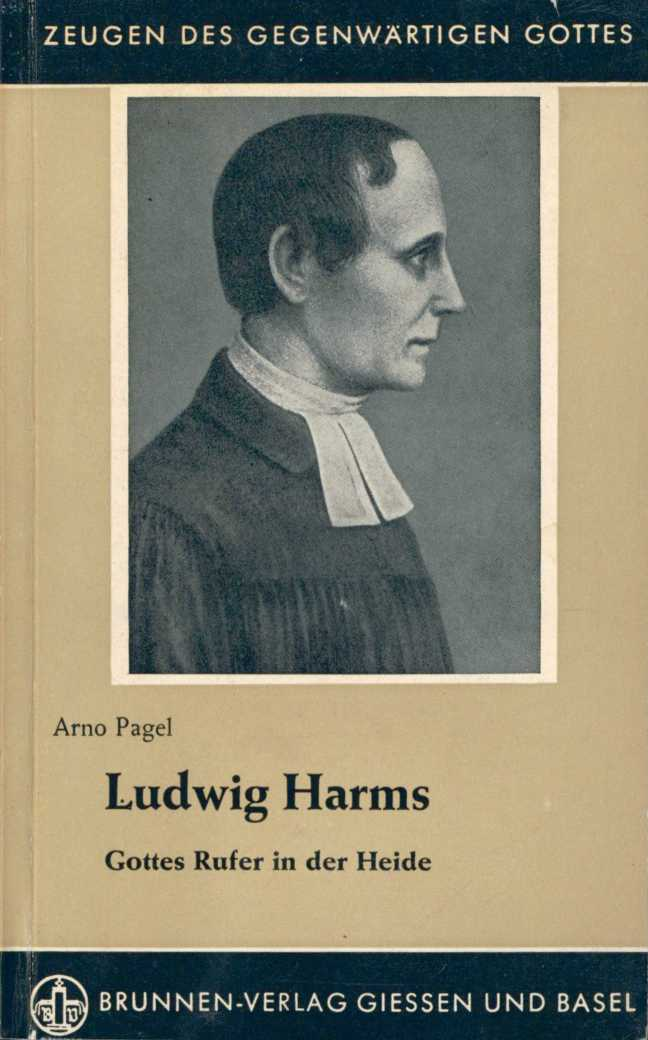 ZEUGEN DES GEGENWÄRTIGEN GOTTES
Arno Pagel
Ludwig Harms
Gottes Rufer in der Heide
B V
BRUNNEN-VERLAG GIESSEN UND BASEL